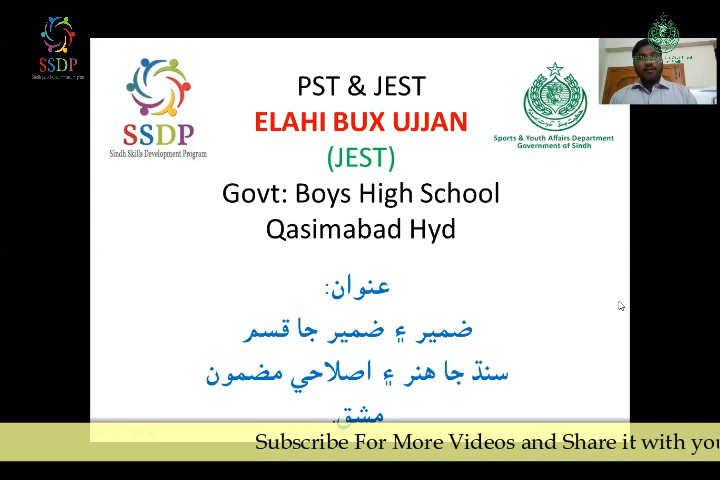 SSDP
PST & JEST
ELAHI BUX UJJAN
(JEST)
Govt: Boys High School
Qasimabad Hyd
SSDP
Sindh Skills Development Program
Sports & Youth Affairs Department
Government of Sindh
عنوان:
ضمير ۽ ضمير جا قسم
سنڌ جا هنر ۽ اصلاحي مضمون
مشق.
Subscribe For More Videos and Share it with you